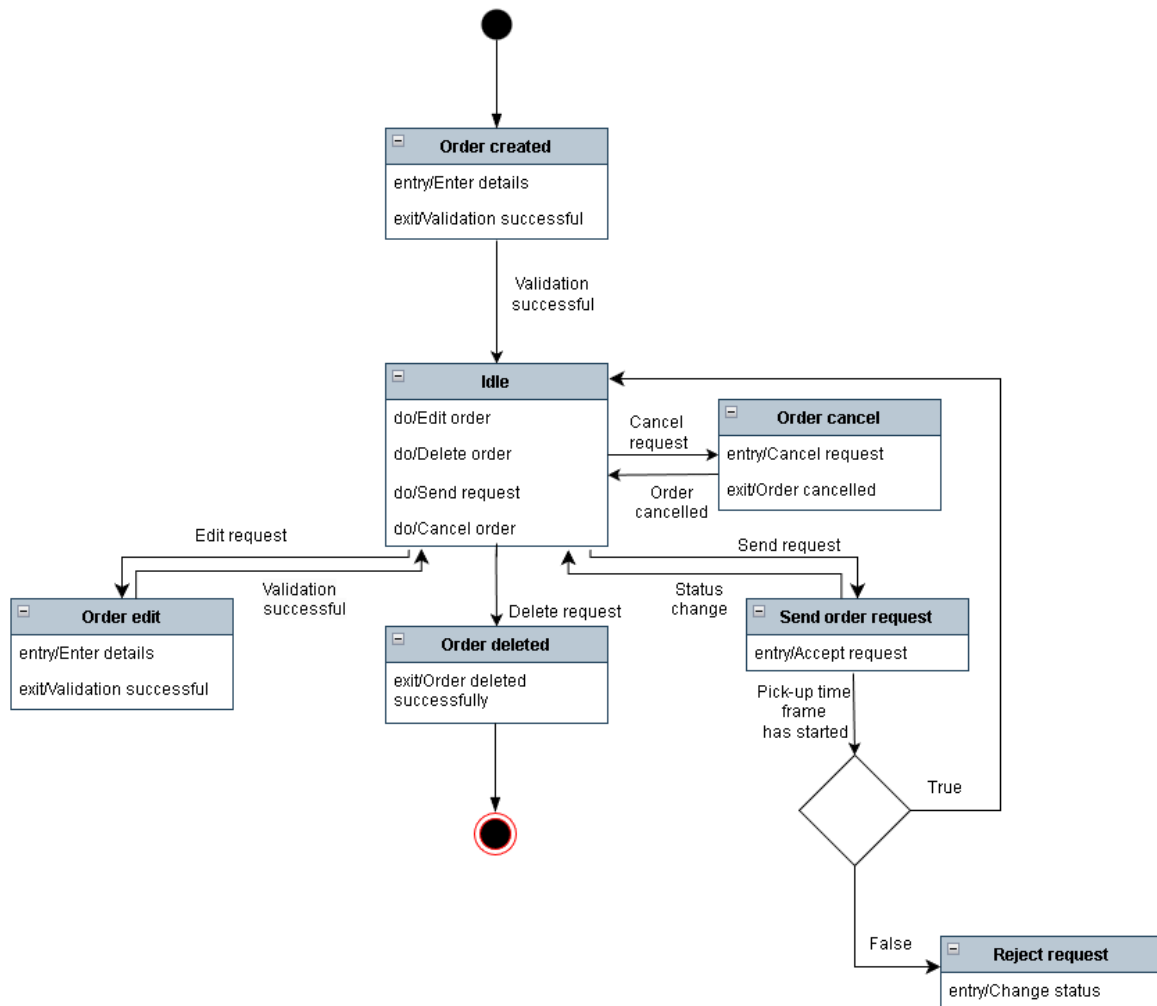 Order created
entry/Enter details
exit/Validation successful
Validation
successful
Idle
do/Edit order
do/Delete order
do/Send request
do/Cancel order
Cancel
request
Order cancel
entry/Cancel request
exit/Order cancelled
Order
cancelled
Edit request
Validation
successful
Order edit
entry/Enter details
exit/Validation successful
Delete request
Order deleted
exit/Order deleted
successfully
Send request
Status
change
Send order request
entry/Accept request
Pick-up time
frame
has started
True
False
Reject request
entry/Change status